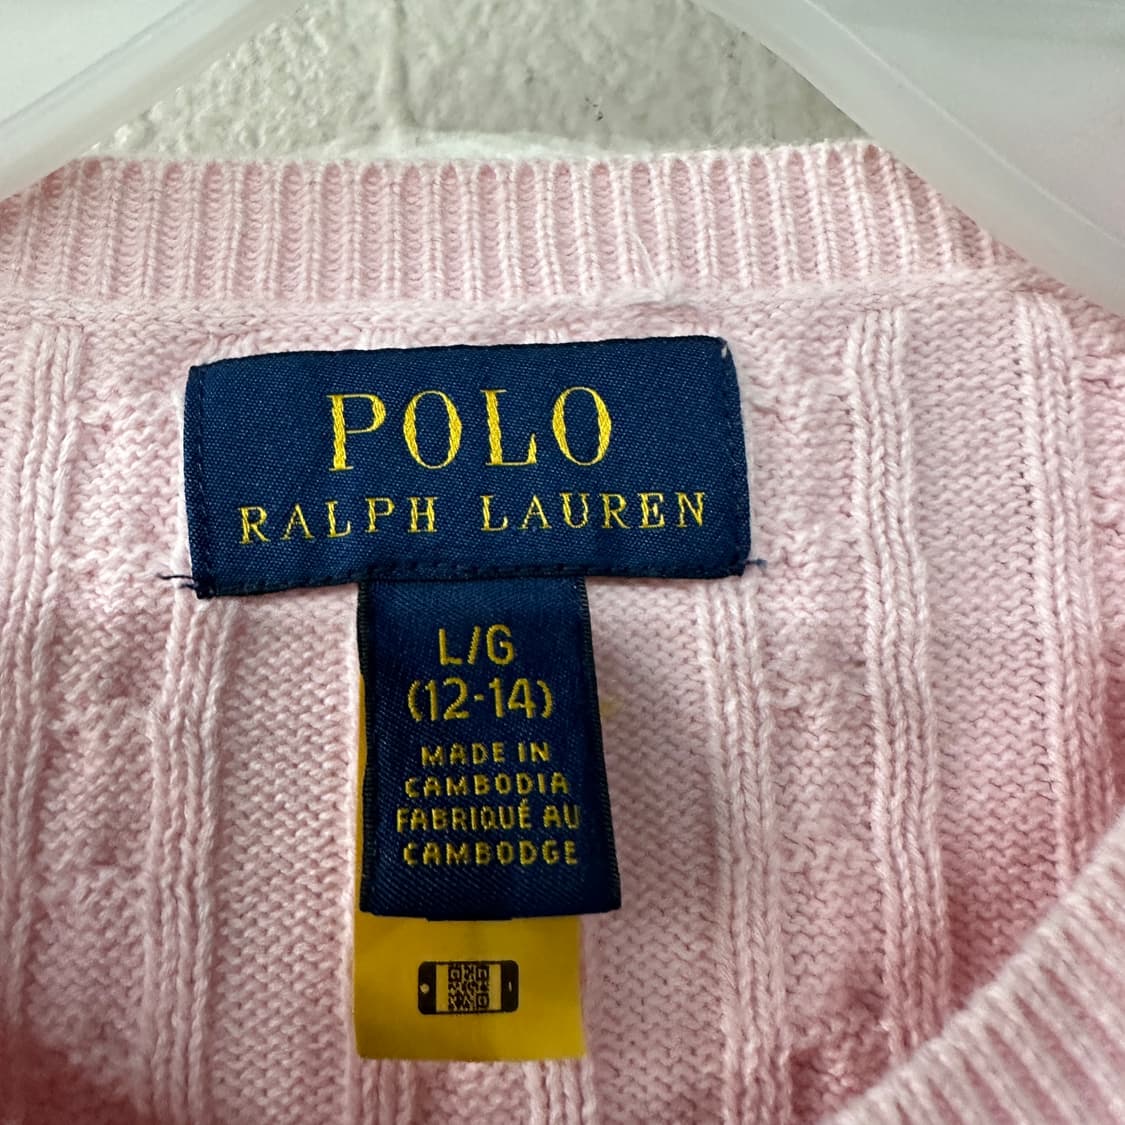 POLO
RALPH LAUREN
L/G
(12-14)
MADE IN
CAMBODIA
FABRIQUÉ AU
CAMBODGE